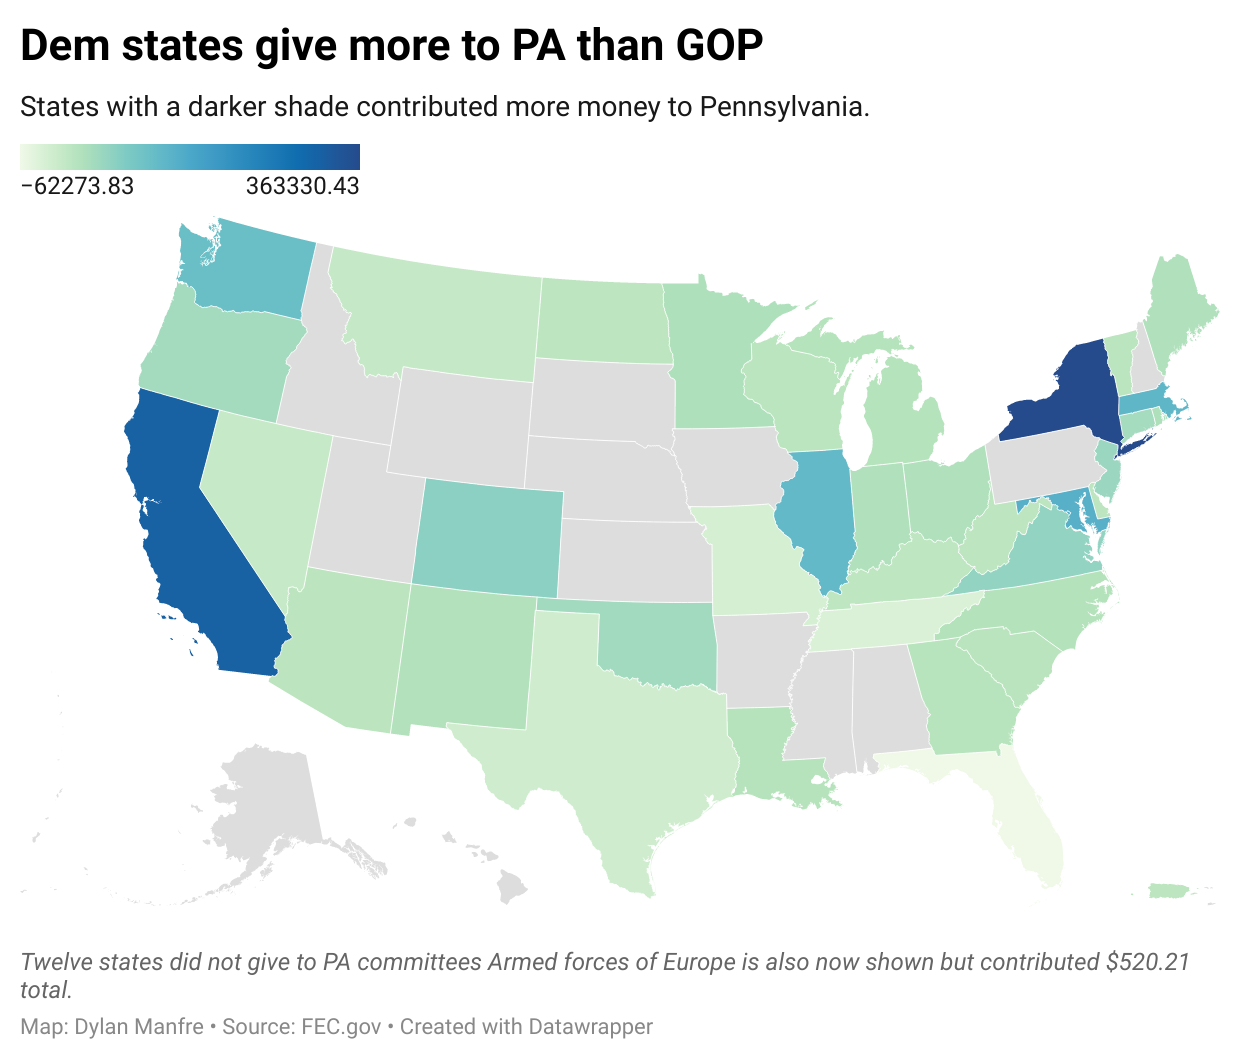 Dem states give more to PA than GOP
States with a darker shade contributed more money to Pennsylvania.
−62273.83 363330.43
Twelve states did not give to PA committees Armed forces of Europe is also now shown but contributed $520.21
total.
Map: Dylan Manfre • Source: FEC.gov • Created with Datawrapper